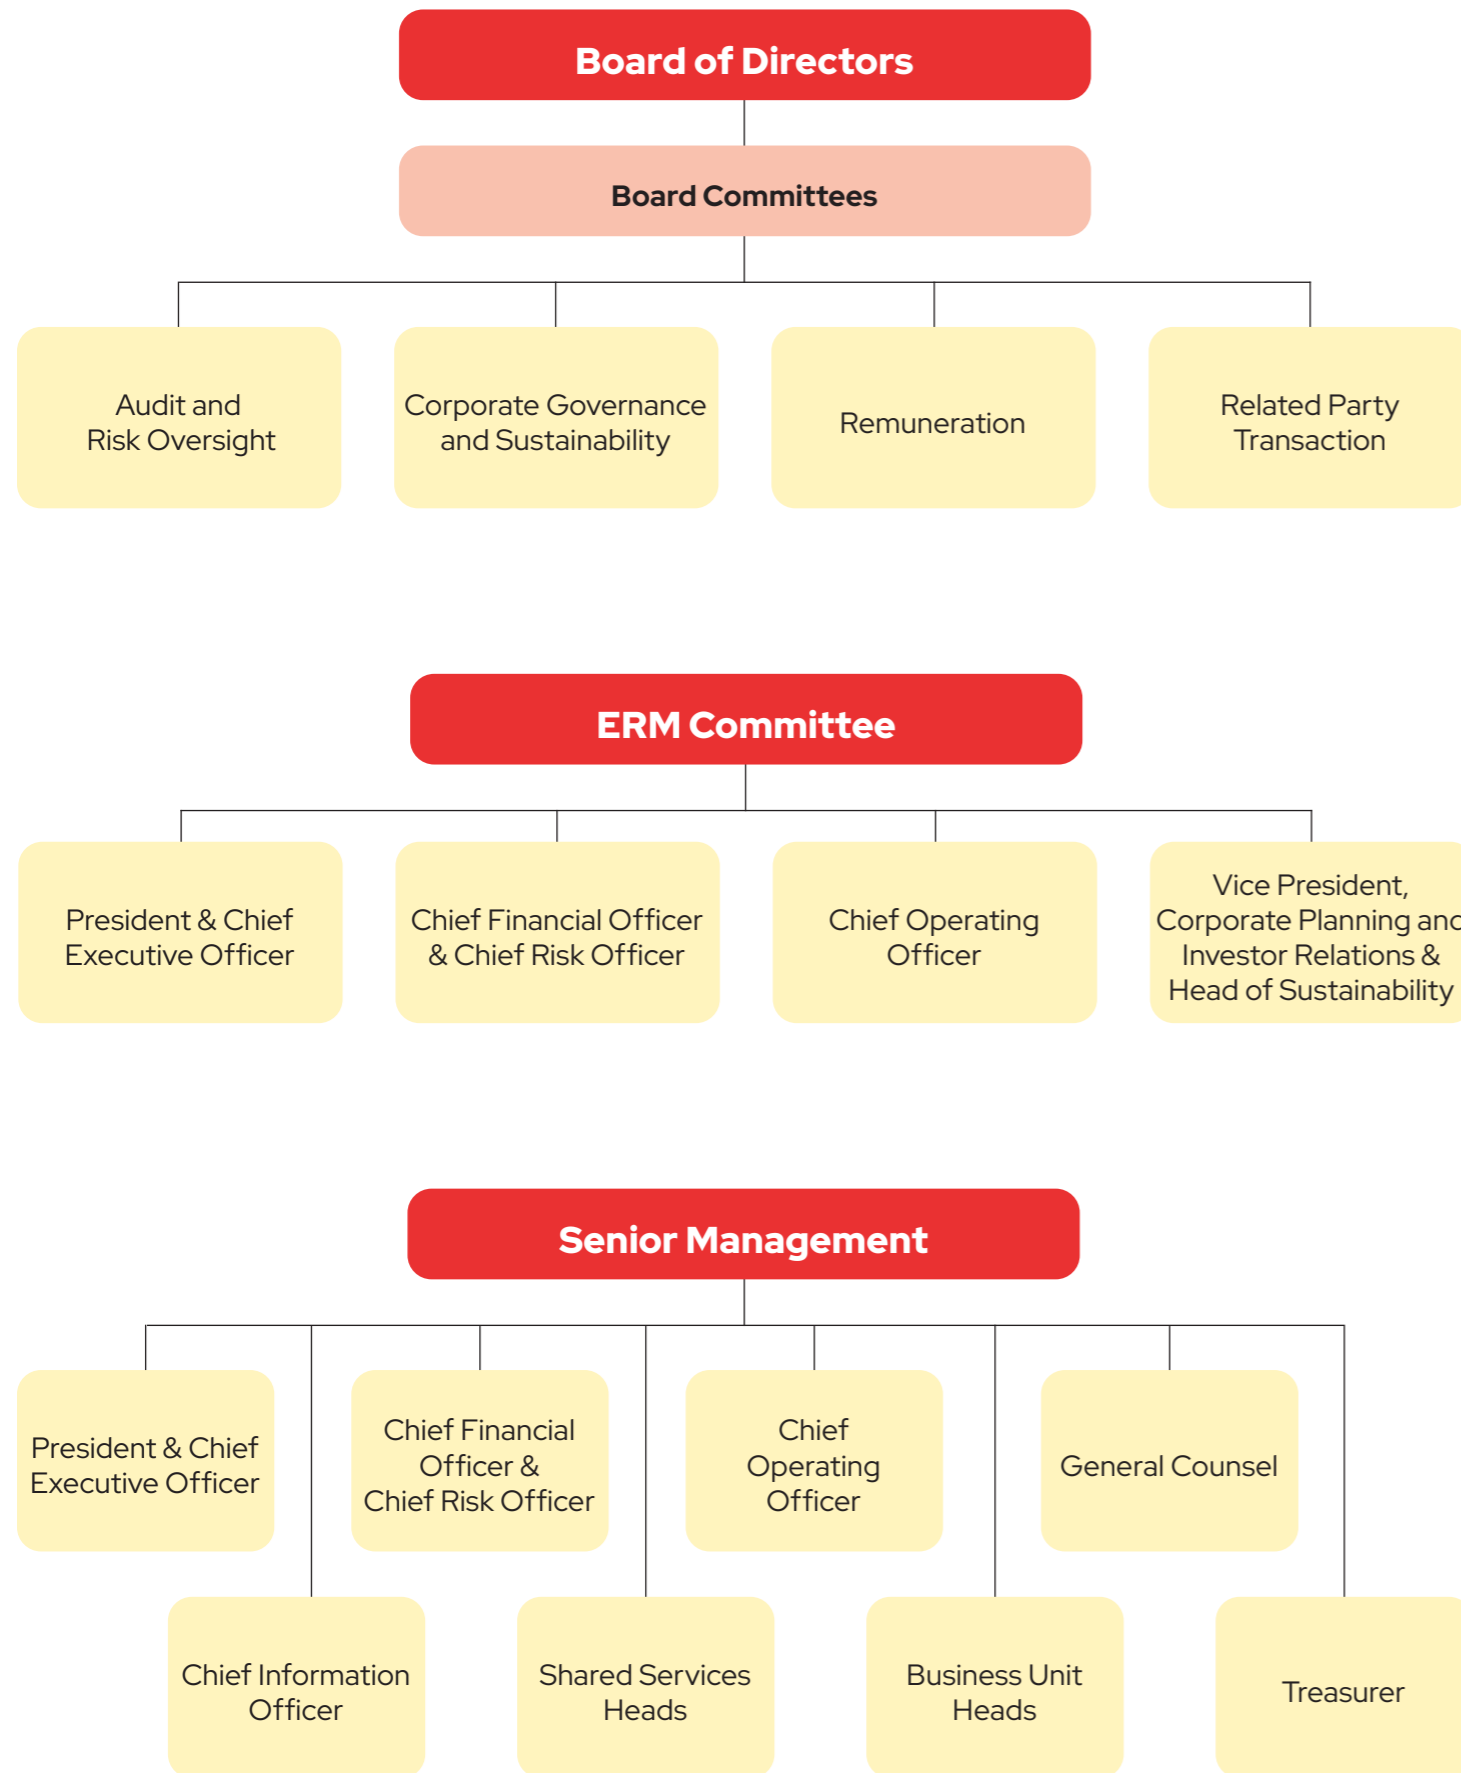 Board of Directors
Board Committees
Audit and
Risk Oversight
Corporate Governance
and Sustainability
Remuneration
Related Party
Transaction
ERM Committee
President & Chief
Executive Officer
Chief Financial Officer
& Chief Risk Officer
Chief Operating
Officer
Vice President,
Corporate Planning and
Investor Relations &
Head of Sustainability
Senior Management
President & Chief
Executive Officer
Chief Financial
Officer &
Chief Risk Officer
Chief
Operating
Officer
General Counsel
Chief Information
Officer
Shared Services
Heads
Business Unit
Heads
Treasurer